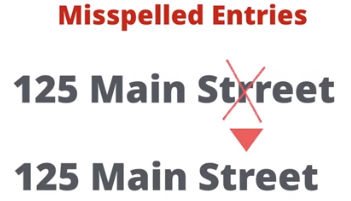 Misspelled Entries
125 Main Strreet
125 Main Street